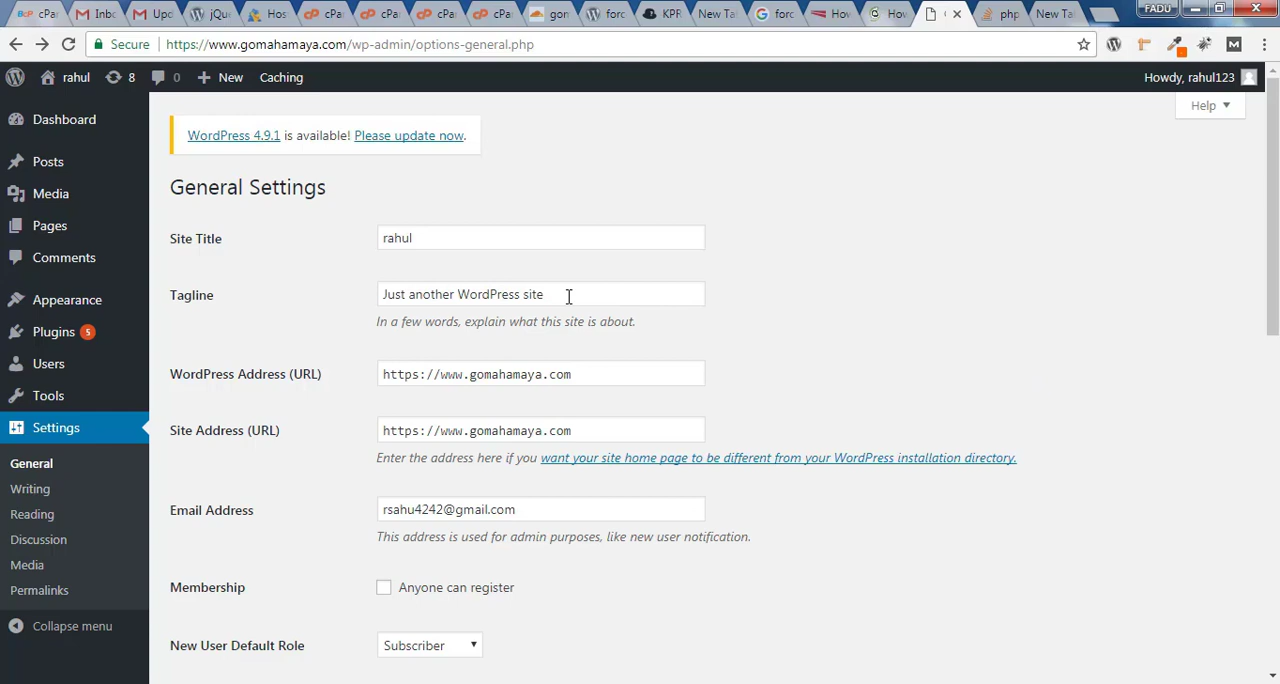 cPa Inb Upd jQu Hos cPa cPa cPa cPa gor forc KPR New Ta forc How How php New Ta FADU
Secure https://www.gomahamaya.com/wp-admin/options-general.php
rahul 8 0 New Caching Howdy, rahul123
Help
Dashboard
Posts
Media
Pages
Comments
Appearance
Plugins 5
Users
Tools
Settings
General
Writing
Reading
Discussion
Media
Permalinks
Collapse menu
WordPress 4.9.1 is available! Please update now.
General Settings
Site Title rahul
Tagline Just another WordPress site
In a few words, explain what this site is about.
WordPress Address (URL) https://www.gomahamaya.com
Site Address (URL) https://www.gomahamaya.com
Enter the address here if you want your site home page to be different from your WordPress installation directory.
Email Address rsahu4242@gmail.com
This address is used for admin purposes, like new user notification.
Membership Anyone can register
New User Default Role Subscriber